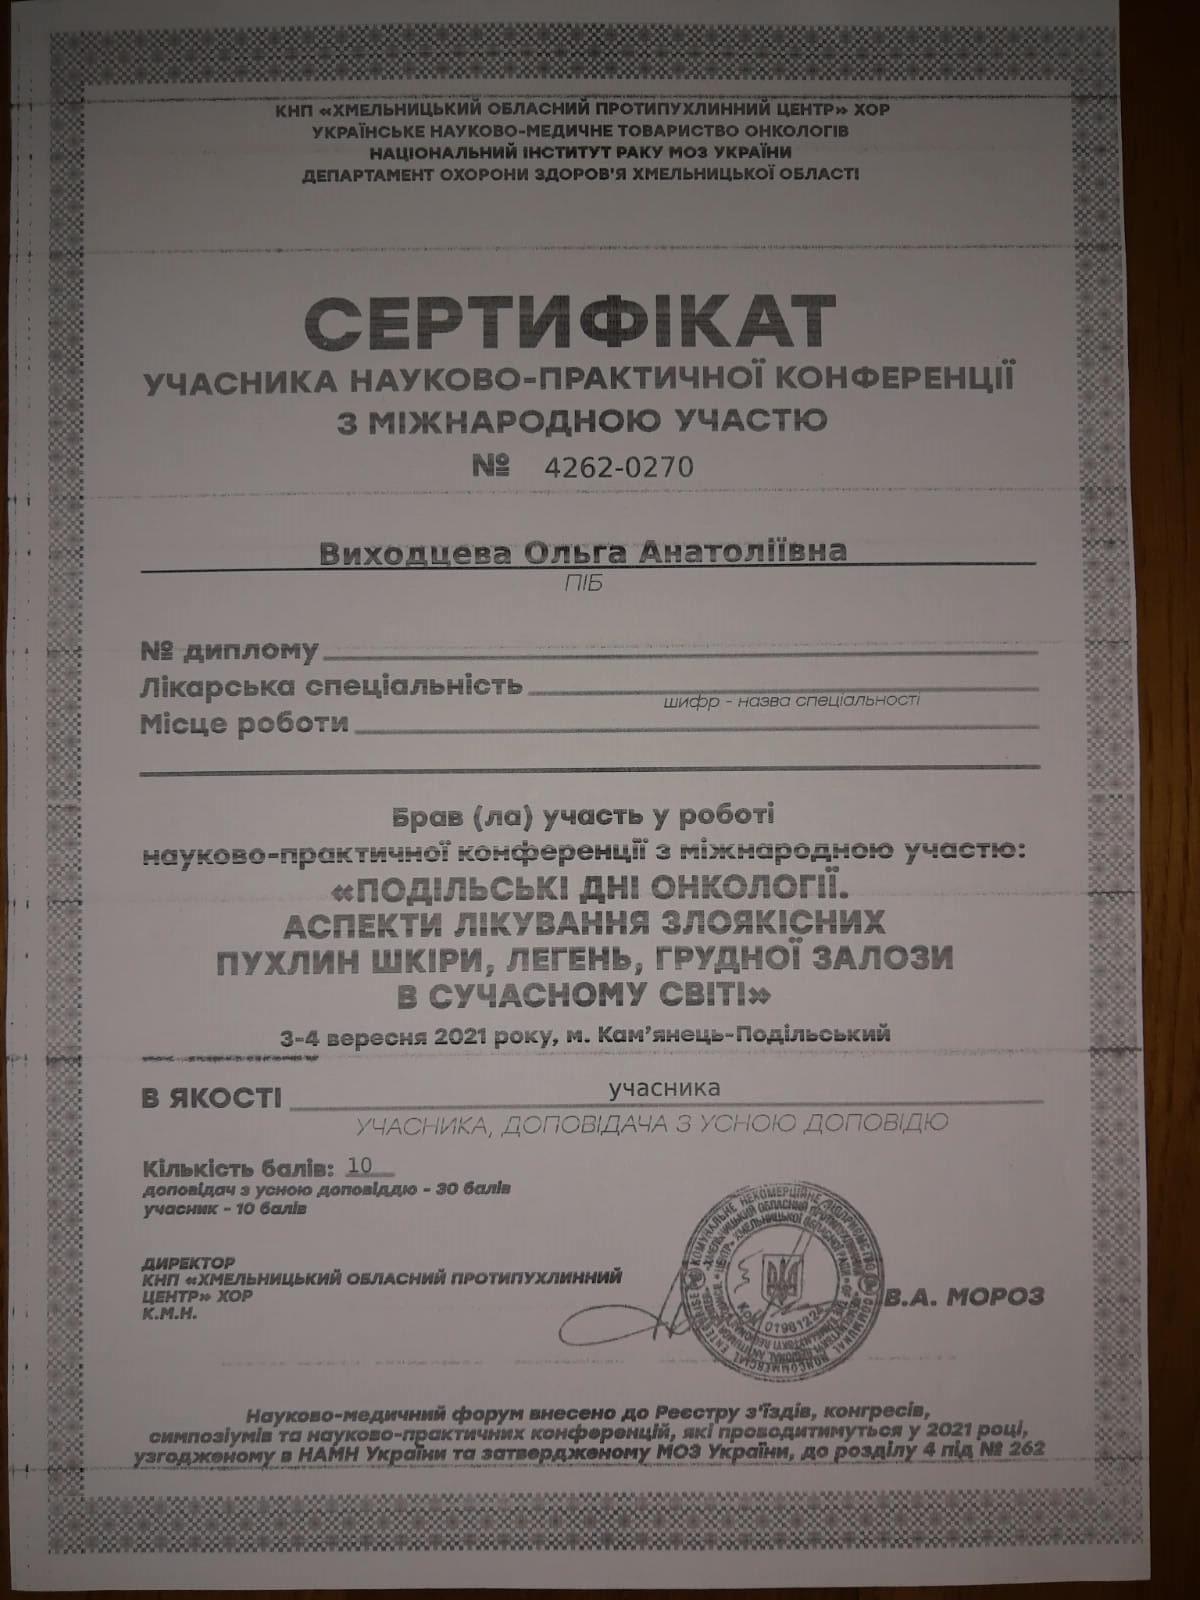 КНП «ХМЕЛЬНИЦЬКИЙ ОБЛАСНИЙ ПРОТИПУХЛИННИЙ ЦЕНТР» ХОР
УКРАЇНСЬКЕ НАУКОВО-МЕДИЧНЕ ТОВАРИСТВО ОНКОЛОГІВ
НАЦІОНАЛЬНИЙ ІНСТИТУТ РАКУ МОЗ УКРАЇНИ
ДЕПАРТАМЕНТ ОХОРОНИ ЗДОРОВ'Я ХМЕЛЬНИЦЬКОЇ ОБЛАСТІ
СЕРТИФІКАТ
УЧАСНИКА НАУКОВО-ПРАКТИЧНОЇ КОНФЕРЕНЦІЇ
З МІЖНАРОДНОЮ УЧАСТЮ
№ 4262-0270
Виходцева Ольга Анатоліївна
ПІБ
№ диплому
Лікарська спеціальність
шифр - назва спеціальності
Місце роботи
Брав (ла) участь у роботі
науково-практичної конференції з міжнародною участю:
«ПОДІЛЬСЬКІ ДНІ ОНКОЛОГІЇ.
АСПЕКТИ ЛІКУВАННЯ ЗЛОЯКІСНИХ
ПУХЛИН ШКІРИ, ЛЕГЕНЬ, ГРУДНОЇ ЗАЛОЗИ
В СУЧАСНОМУ СВІТІ»
3-4 вересня 2021 року, м. Кам'янець-Подільський
В ЯКОСТІ учасника
УЧАСНИКА, ДОПОВІДАЧА З УСНОЮ ДОПОВІДЮ
Кількість балів: 10
доповідач з усною доповіддю - 30 балів
учасник - 10 балів
ДИРЕКТОР
КНП «ХМЕЛЬНИЦЬКИЙ ОБЛАСНИЙ ПРОТИПУХЛИННИЙ
ЦЕНТР» ХОР
К.М.Н.
В.А. МОРОЗ
Науково-медичний форум внесено до Реєстру з'їздів, конгресів,
симпозіумів та науково-практичних конференцій, які проводитимуться у 2021 році,
узгодженому в НАМН України та затвердженому МОЗ України, до розділу 4 під № 262